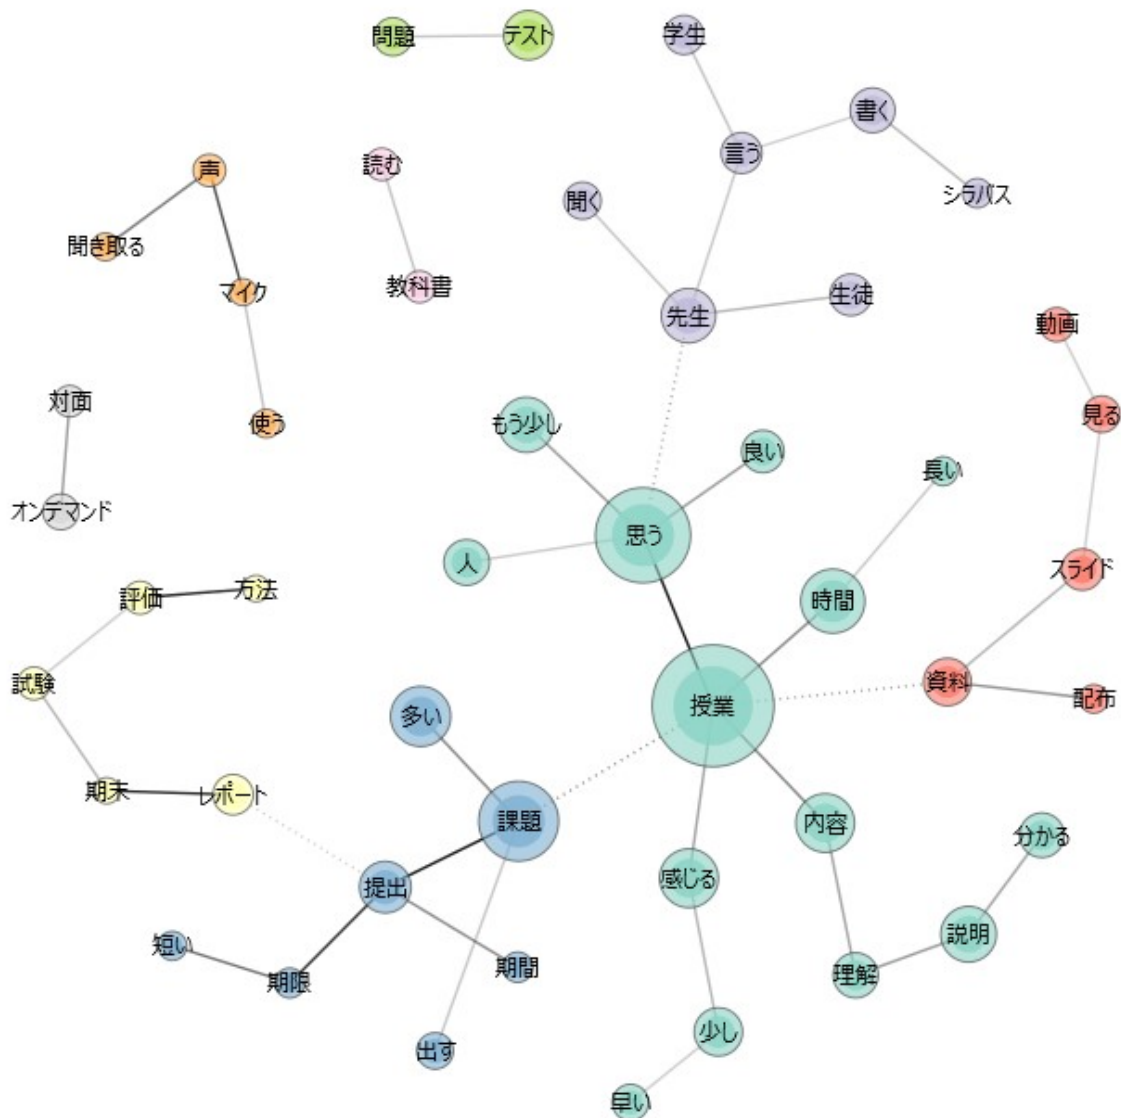 問題
テスト
学生
書く
言う
シラバス
声
読む
聞く
聞き取る
マイク
教科書
先生
生徒
動画
対面
使う
もう少し
良い
見る
長い
オンデマンド
思う
人
スライド
時間
評価
方法
試験
資料
配布
授業
多い
期末
レポート
課題
内容
分かる
提出
感じる
説明
短い
期限
期間
理解
出す
少し
早い